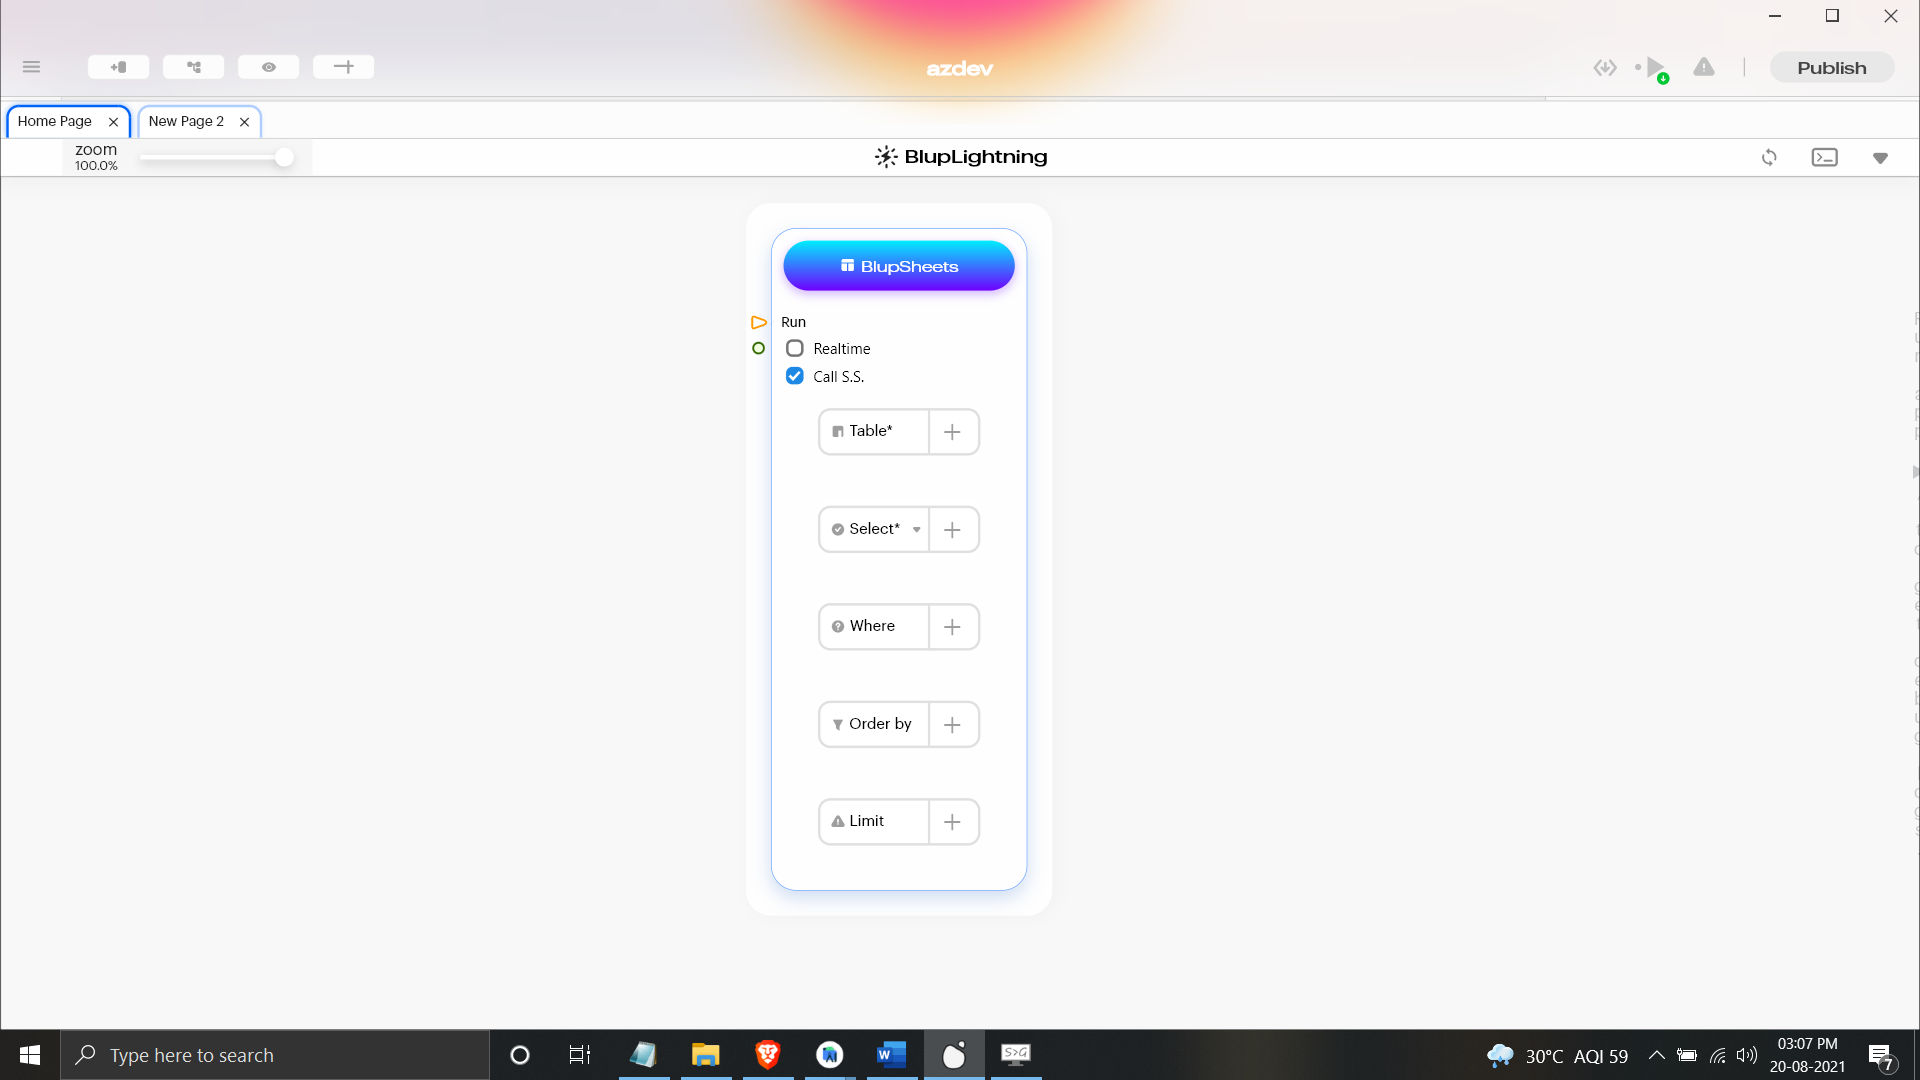 azdev
Publish
Home Page
New Page 2
zoom
100.0%
BlupLightning
BlupSheets
Run
Realtime
Call S.S.
Table*
Select*
Where
Order by
Limit
Type here to search
S>G
30°C AQI 59
03:07 PM
20-08-2021
7